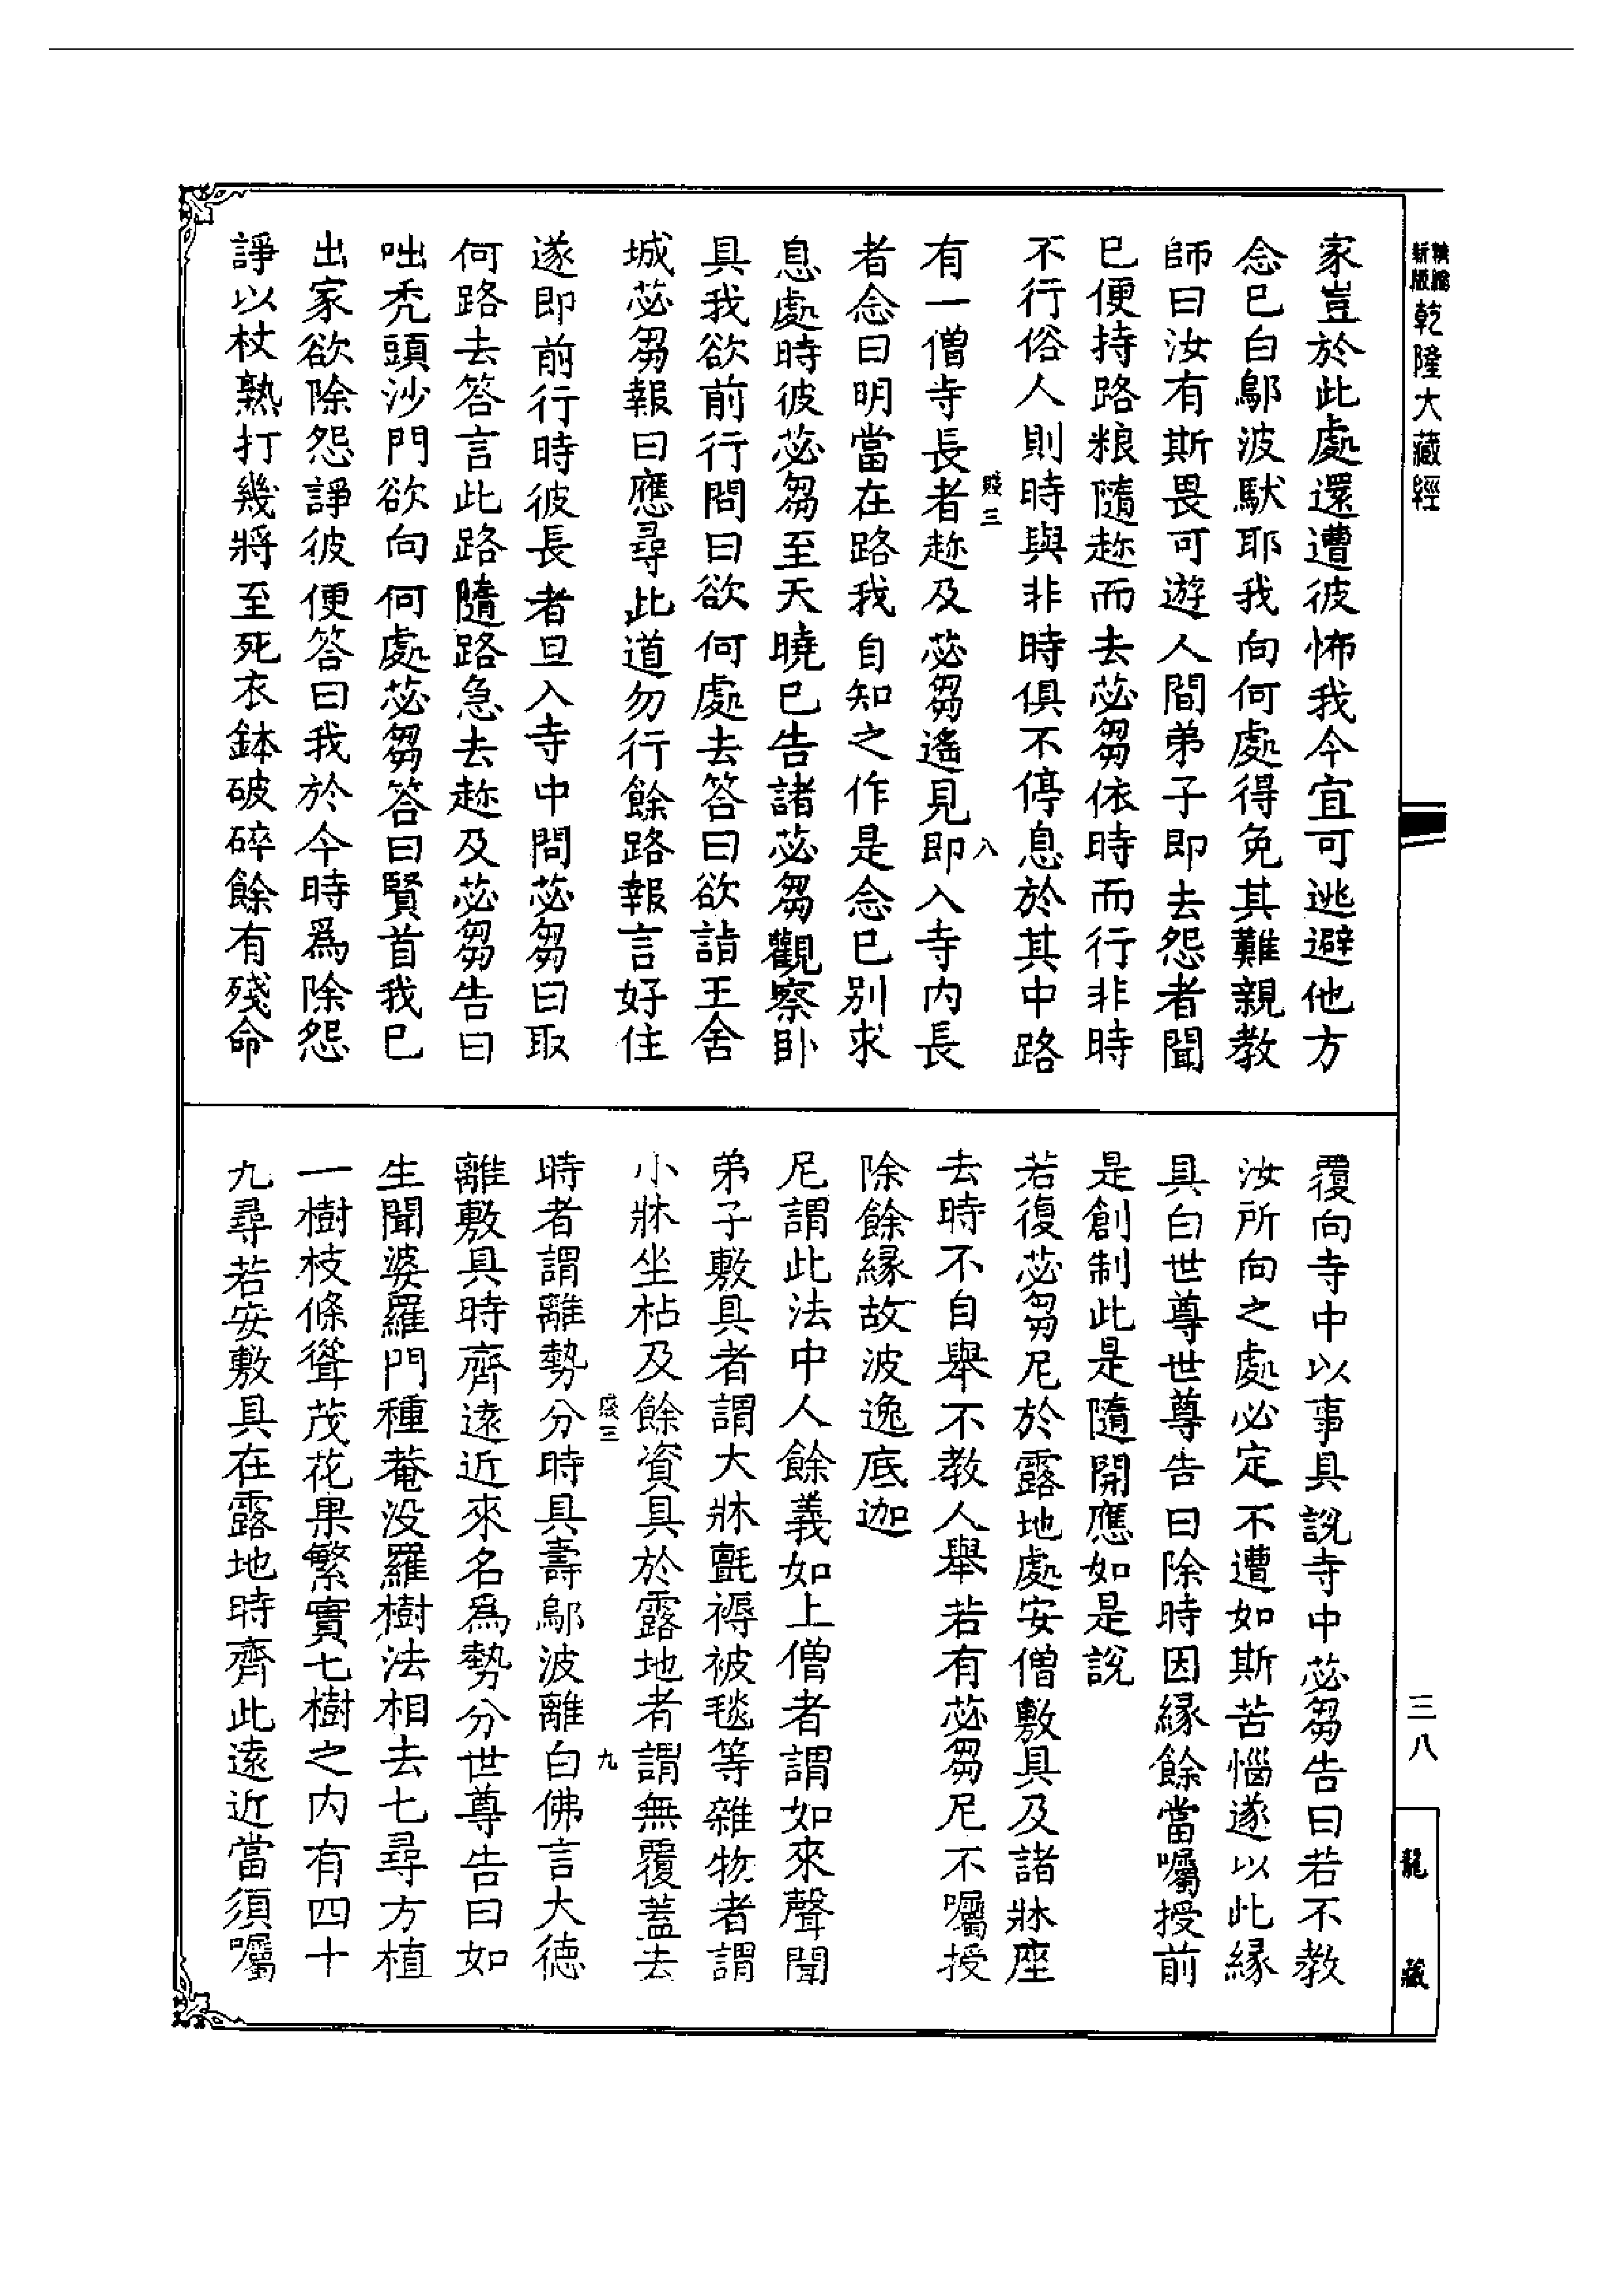 乾隆大藏經
家豈於此處還遭彼怖我今宜可逃避他方
念已白鄔波馱耶我向何處得免其難親教
師曰汝有斯畏可遊人間弟子即去怨者聞
已便持路粮隨趂而去苾芻依時而行非時
不行俗人則時與非時俱不停息於其中路
有一僧寺長者趂及苾芻遙見即入寺內長
者念曰明當在路我自知之作是念已別求
息處時彼苾芻至天曉已告諸苾芻觀察卧
具我欲前行問曰欲何處去答曰欲詣王舍
城苾芻報曰應尋此道勿行餘路報言好住
遂即前行時彼長者旦入寺中問苾芻曰取
何路去答言此路隨路急去趂及苾芻告曰
咄禿頭沙門欲向何處苾芻答曰賢首我已
出家欲除怨諍彼便答曰我於今時為除怨
諍以杖熟打幾將至死衣鉢破碎餘有殘命
覆向寺中以事具說寺中苾芻告曰若不教
汝所向之處必定不遭如斯苦惱遂以此緣
具白世尊世尊告曰除時因緣餘當囑授前
是創制此是隨開應如是說
若復苾芻尼於露地處安僧敷具及諸牀座
去時不自舉不教人舉若有苾芻尼不囑授
除餘緣故波逸底迦
尼謂此法中人餘義如上僧者謂如來聲聞
弟子敷具者謂大牀氈褥被毯等雜物者謂
小牀坐枮及餘資具於露地者謂無覆蓋去
時者謂離勢分時具壽鄔波離白佛言大德
離敷具時齊遠近來名為勢分世尊告曰如
生聞婆羅門種菴没羅樹法相去七尋方植
一樹枝條聳茂花果繁實七樹之内有四十
九尋若安敷具在露地時齊此遠近當須囑
三八
龍藏